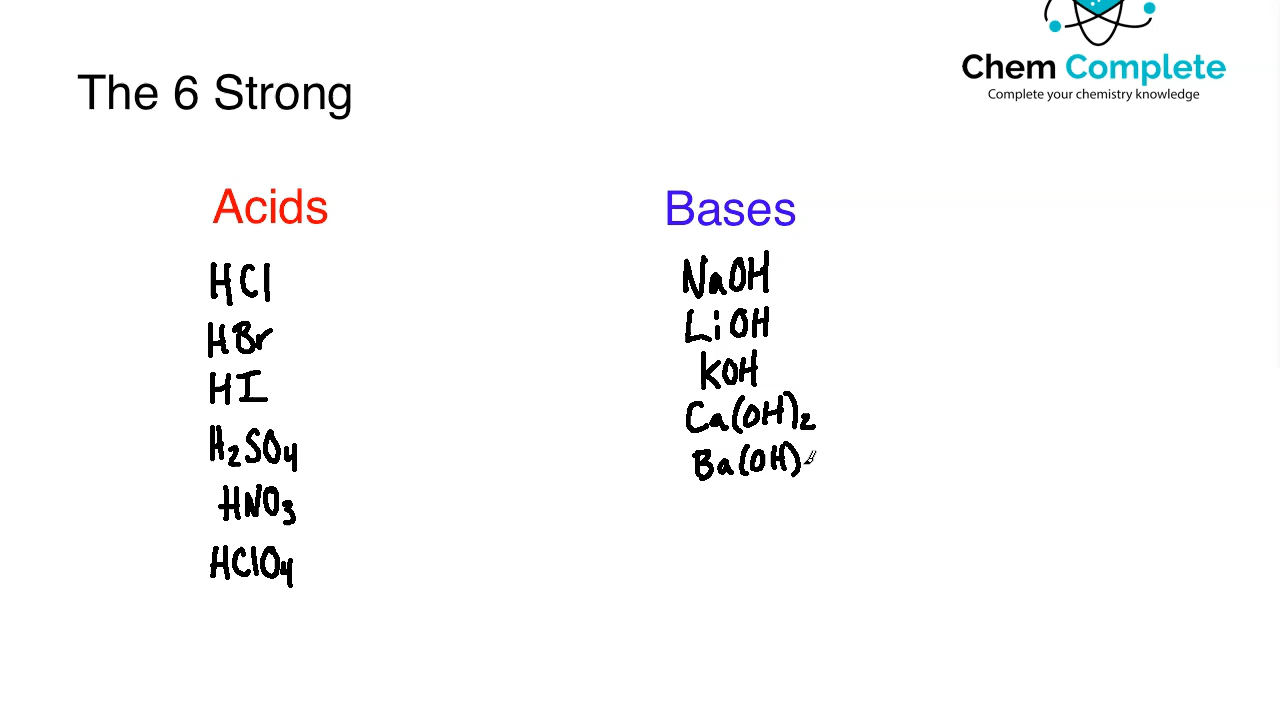 Chem Complete
Complete your chemistry knowledge
The 6 Strong
Acids
HCl
HBr
HI
H₂SO₄
HNO₃
HClO₄
Bases
NaOH
LiOH
KOH
Ca(OH)₂
Ba(OH)